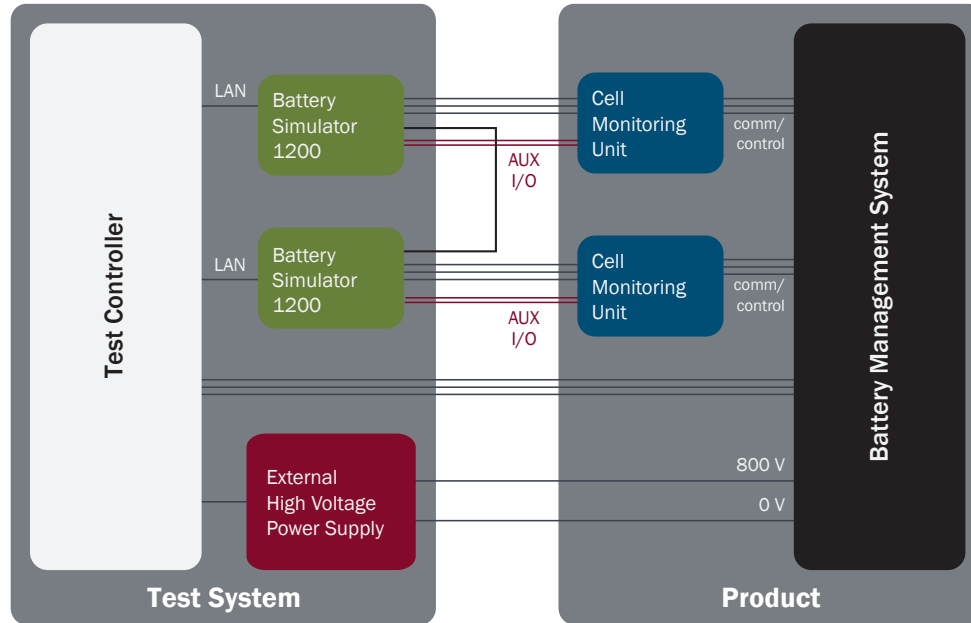 Test Controller
LAN
Battery
Simulator
1200
AUX
I/O
Cell
Monitoring
Unit
comm/
control
LAN
Battery
Simulator
1200
AUX
I/O
Cell
Monitoring
Unit
comm/
control
Battery Management System
External
High Voltage
Power Supply
800 V
0 V
Test System
Product